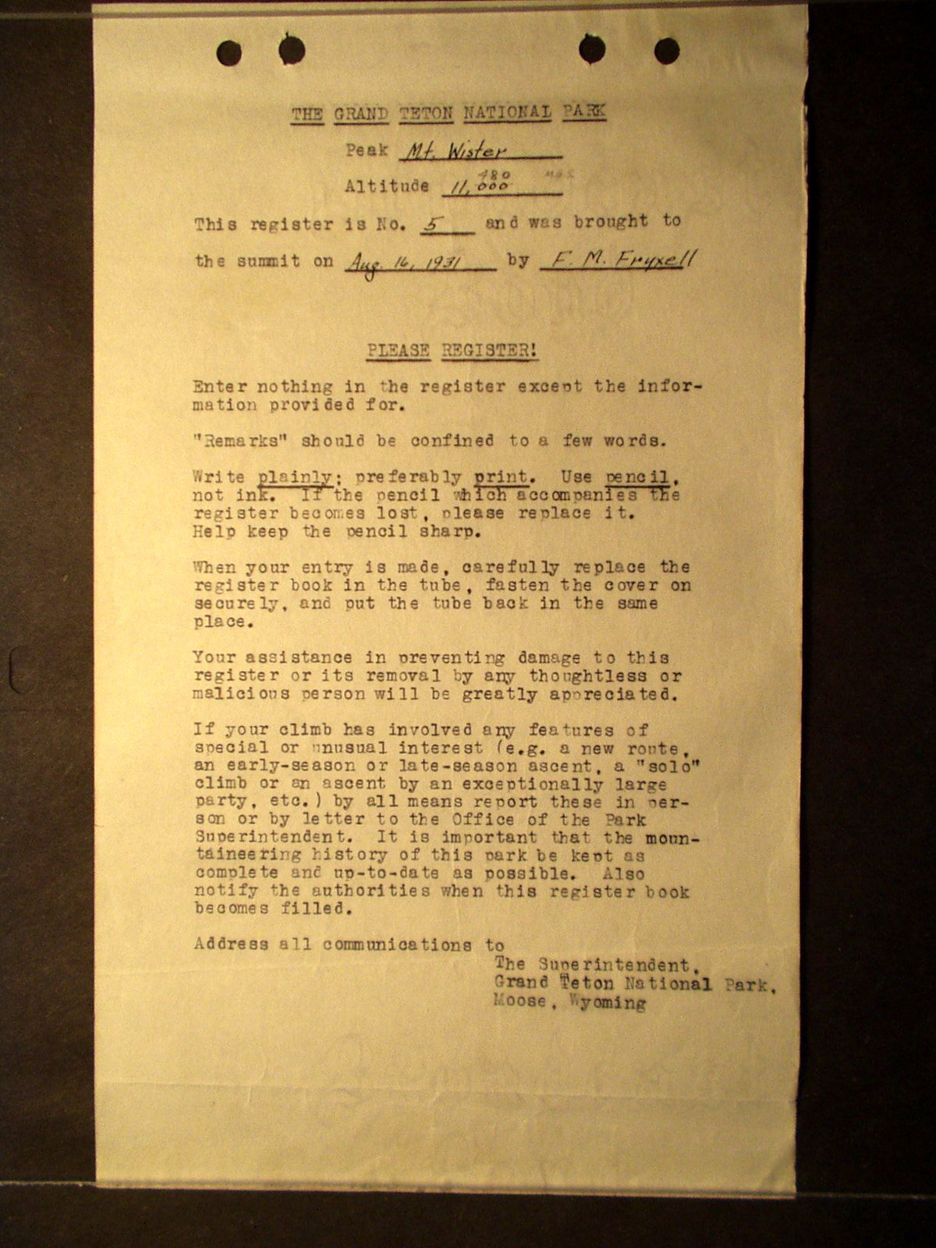 THE GRAND TETON NATIONAL PARK
Peak Mt. Wister
480
Altitude 11,000
This register is No. 5 and was brought to
the summit on Aug. 16, 1931 by F. M. Fryxell
PLEASE REGISTER!
Enter nothing in the register except the infor-
mation provided for.
"Remarks" should be confined to a few words.
Write plainly; preferably print. Use pencil,
not ink. If the pencil which accompanies the
register becomes lost, please replace it.
Help keep the pencil sharp.
When your entry is made, carefully replace the
register book in the tube, fasten the cover on
securely, and put the tube back in the same
place.
Your assistance in preventing damage to this
register or its removal by any thoughtless or
malicious person will be greatly appreciated.
If your climb has involved any features of
special or unusual interest (e.g. a new route,
an early-season or late-season ascent, a "solo"
climb or an ascent by an exceptionally large
party, etc.) by all means report these in per-
son or by letter to the Office of the Park
Superintendent. It is important that the moun-
taineering history of this park be kept as
complete and up-to-date as possible. Also
notify the authorities when this register book
becomes filled.
Address all communications to
The Superintendent,
Grand Teton National Park,
Moose, Wyoming